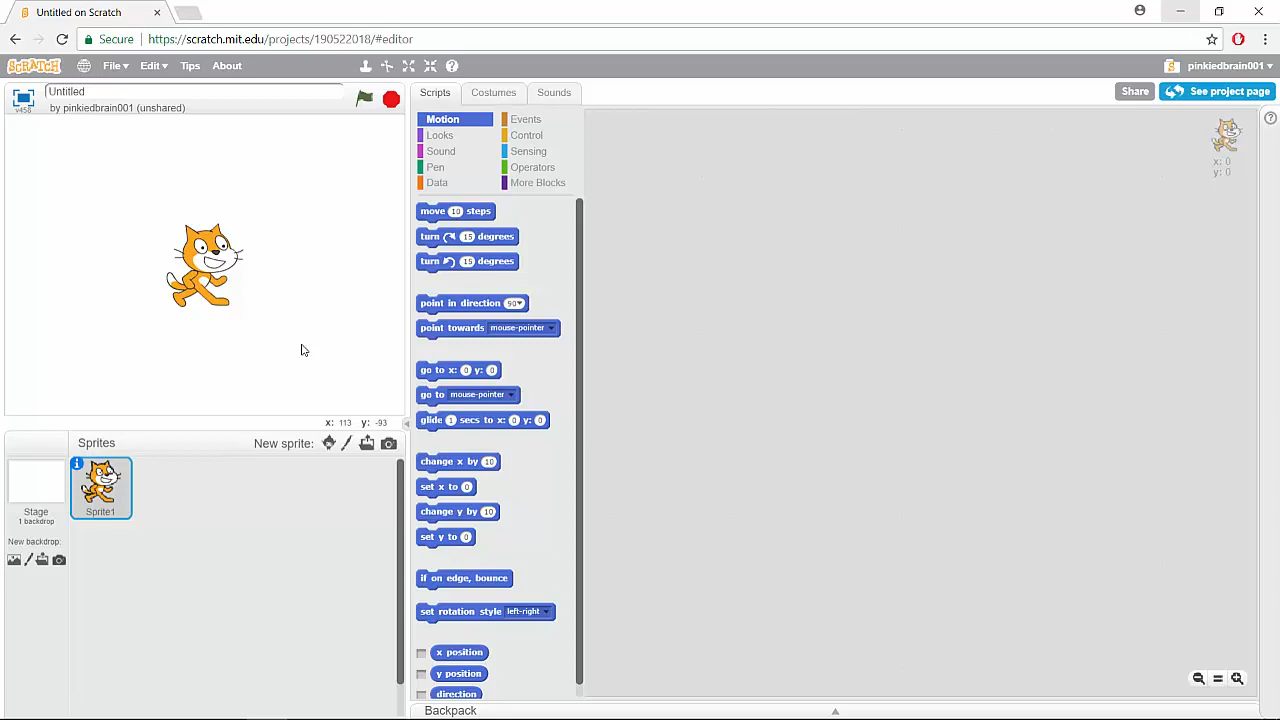 Untitled on Scratch
Secure https://scratch.mit.edu/projects/190522018/#editor
SCRATCH File Edit Tips About pinkiedbrain001
Untitled
by pinkiedbrain001 (unshared)
v456
Scripts Costumes Sounds
Share See project page
Motion Events
Looks Control
Sound Sensing
Pen Operators
Data More Blocks
x: 0
y: 0
move 10 steps
turn 15 degrees
turn 15 degrees
point in direction 90
point towards mouse-pointer
go to x: 0 y: 0
go to mouse-pointer
glide 1 secs to x: 0 y: 0
change x by 10
set x to 0
change y by 10
set y to 0
if on edge, bounce
set rotation style left-right
x position
y position
direction
x: 113 y: -93
Sprites New sprite:
Stage
1 backdrop
New backdrop:
Sprite1
Backpack